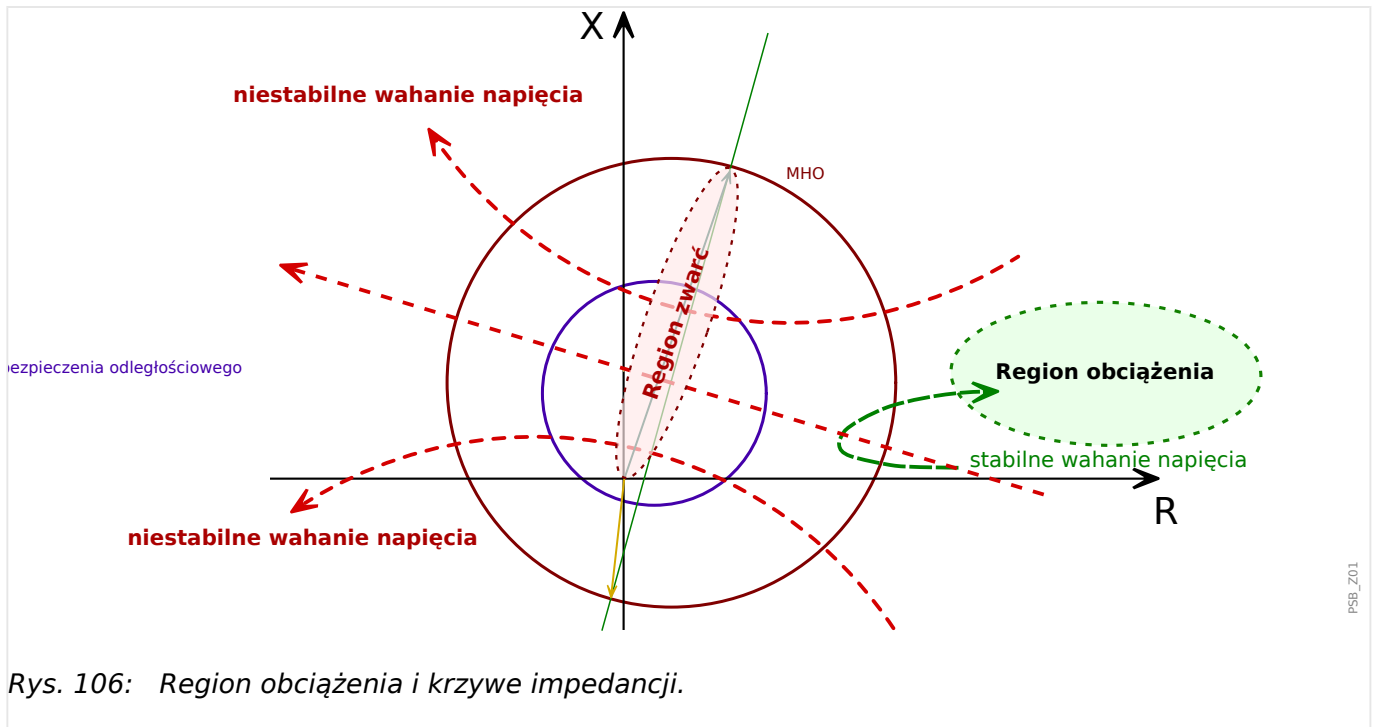 X
niestabilne wahanie napięcia
MHO
Region zwarć
odległościowego
Region obciążenia
stabilne wahanie napięcia
R
niestabilne wahanie napięcia
PSB_Z01
Rys. 106: Region obciążenia i krzywe impedancji.